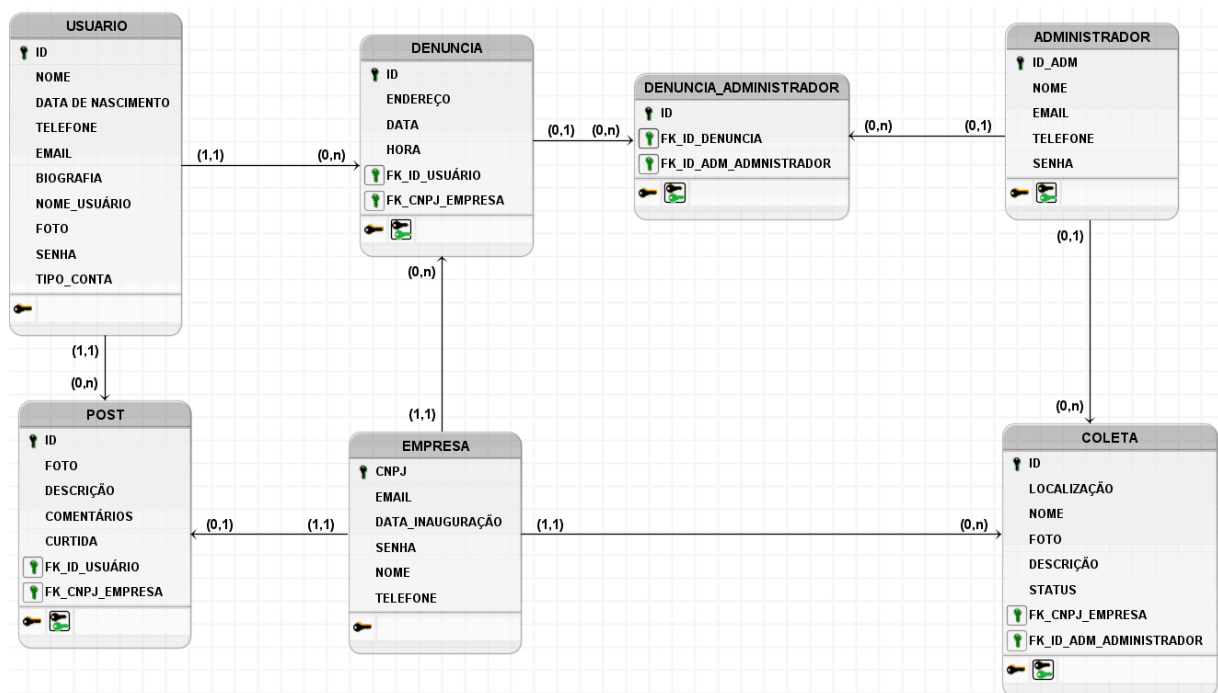 USUARIO
ID
NOME
DATA DE NASCIMENTO
TELEFONE
EMAIL
BIOGRAFIA
NOME_USUÁRIO
FOTO
SENHA
TIPO_CONTA
(1,1)
(0,n)
DENUNCIA
ID
ENDEREÇO
DATA
HORA
FK_ID_USUÁRIO
FK_CNPJ_EMPRESA
(0,1)
(0,n)
DENUNCIA_ADMINISTRADOR
ID
FK_ID_DENUNCIA
FK_ID_ADM_ADMNISTRADOR
(0,n)
(0,1)
ADMINISTRADOR
ID_ADM
NOME
EMAIL
TELEFONE
SENHA
(1,1)
(0,n)
(0,n)
(1,1)
(0,1)
(0,n)
POST
ID
FOTO
DESCRIÇÃO
COMENTÁRIOS
CURTIDA
FK_ID_USUÁRIO
FK_CNPJ_EMPRESA
(0,1)
(1,1)
EMPRESA
CNPJ
EMAIL
DATA_INAUGURAÇÃO
SENHA
NOME
TELEFONE
(1,1)
(0,n)
COLETA
ID
LOCALIZAÇÃO
NOME
FOTO
DESCRIÇÃO
STATUS
FK_CNPJ_EMPRESA
FK_ID_ADM_ADMINISTRADOR